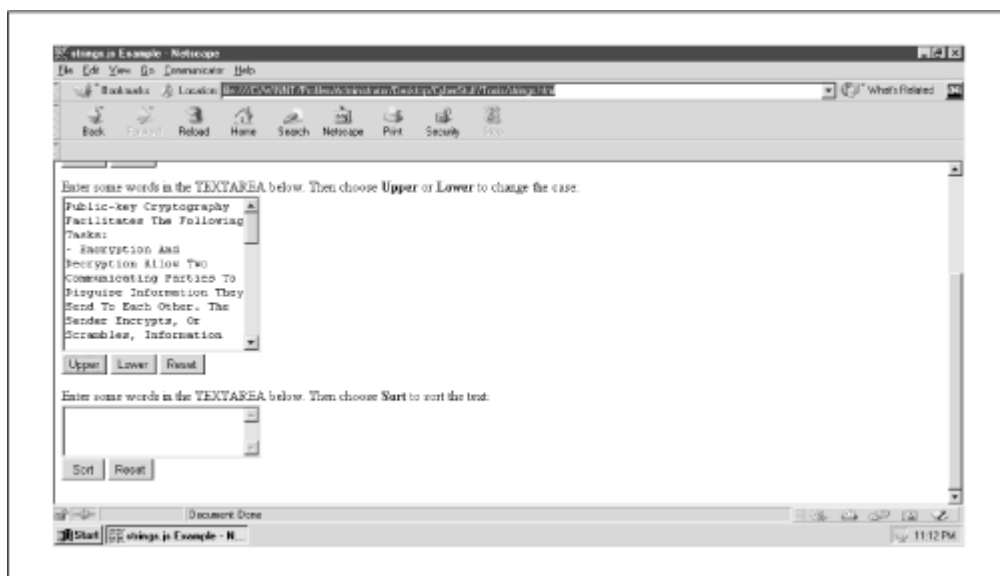 strings.js Example - Netscape
File Edit View Go Communicator Help
Bookmarks Location: What's Related
Back Forward Reload Home Search Netscape Print Security Stop
Enter some words in the TEXTAREA below. Then choose Upper or Lower to change the case:
Public-key Cryptography
Facilitates The Following
Tasks:
- Encryption And
Decryption Allow Two
Communicating Parties To
Disguise Information They
Send To Each Other. The
Sender Encrypts, Or
Scrambles, Information
Upper Lower Reset
Enter some words in the TEXTAREA below. Then choose Sort to sort the text:
Sort Reset
Document: Done
Start strings.js Example - N... 11:12 PM